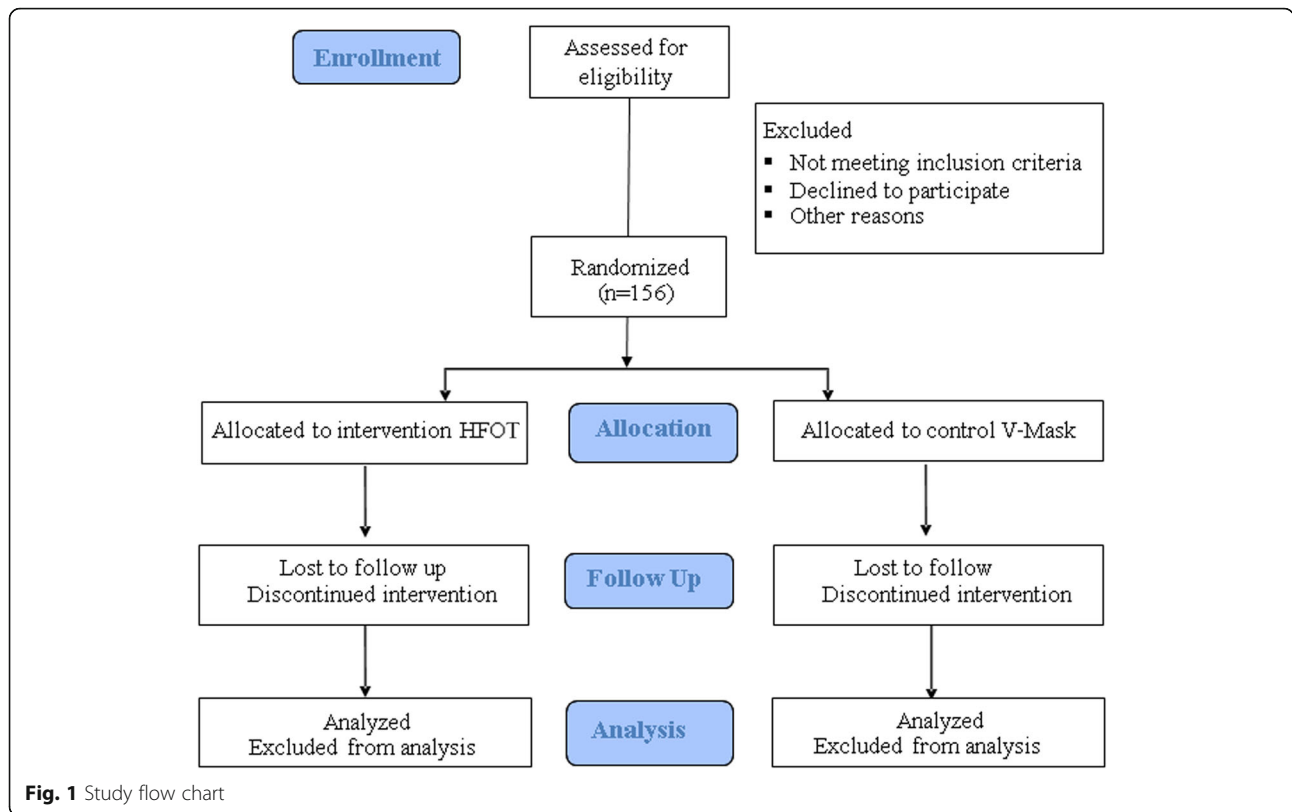 Enrollment
Assessed for
eligibility
Excluded
▪ Not meeting inclusion criteria
▪ Declined to participate
▪ Other reasons
Randomized
(n=156)
Allocated to intervention HFOT
Allocation
Allocated to control V-Mask
Lost to follow up
Discontinued intervention
Follow Up
Lost to follow
Discontinued intervention
Analyzed
Excluded from analysis
Analysis
Analyzed
Excluded from analysis
Fig. 1 Study flow chart